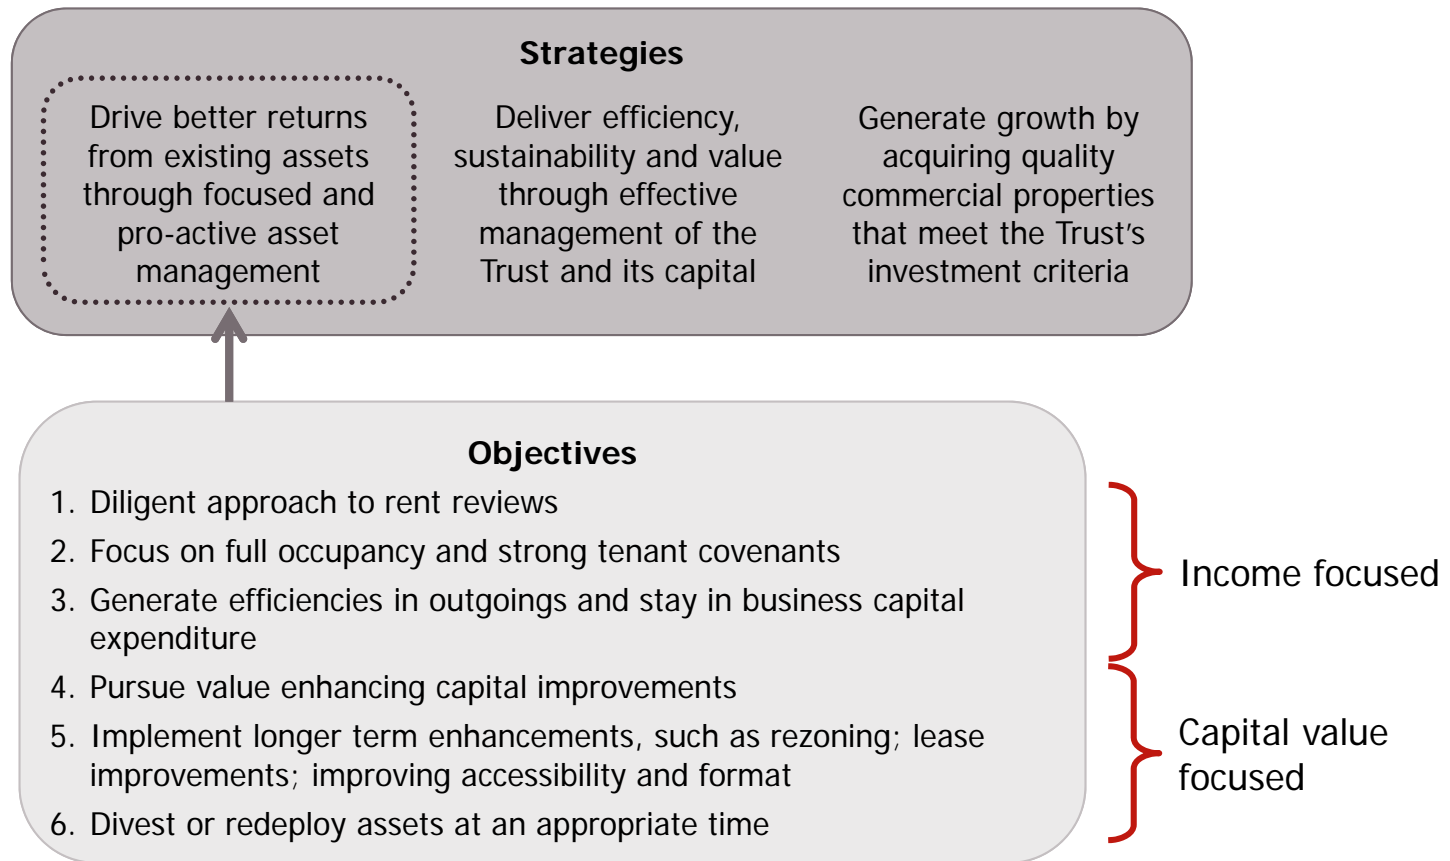 Strategies
Drive better returns
from existing assets
through focused and
pro-active asset
management
Deliver efficiency,
sustainability and value
through effective
management of the
Trust and its capital
Generate growth by
acquiring quality
commercial properties
that meet the Trust’s
investment criteria
Objectives
1. Diligent approach to rent reviews
2. Focus on full occupancy and strong tenant covenants
3. Generate efficiencies in outgoings and stay in business capital
expenditure
4. Pursue value enhancing capital improvements
5. Implement longer term enhancements, such as rezoning; lease
improvements; improving accessibility and format
6. Divest or redeploy assets at an appropriate time
Income focused
Capital value
focused